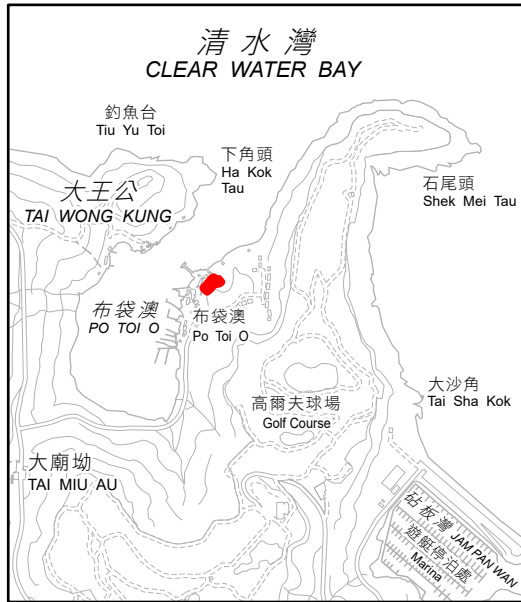 清水灣
CLEAR WATER BAY
釣魚台
Tiu Yu Toi
下角頭
Ha Kok
Tau
石尾頭
Shek Mei Tau
大王公
TAI WONG KUNG
布袋澳
PO TOI O
布袋澳
Po Toi O
大沙角
Tai Sha Kok
高爾夫球場
Golf Course
大廟坳
TAI MIU AU
砧板灣 JAM PAN WAN
遊艇停泊處
Marina